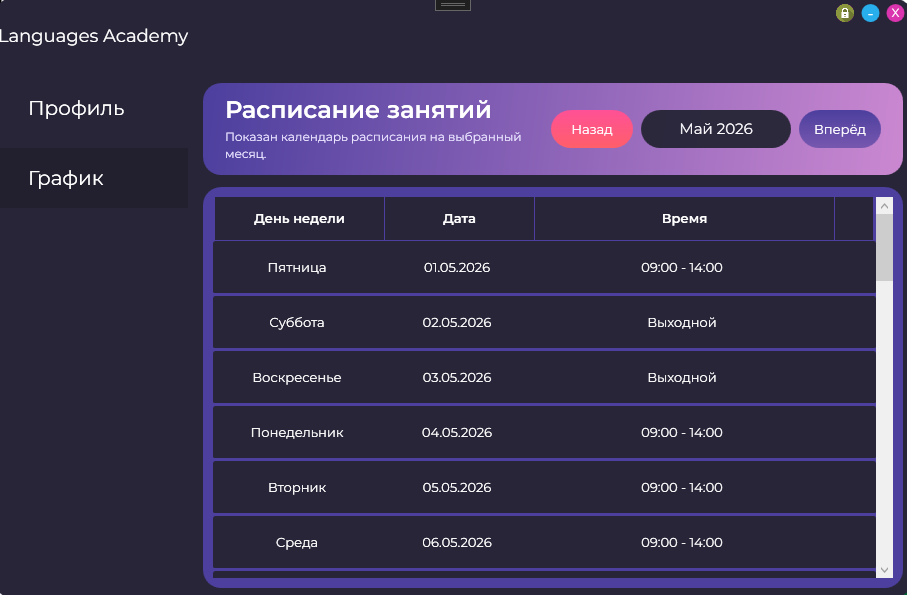 X
Languages Academy
Профиль
График
Расписание занятий
Показан календарь расписания на выбранный
месяц.
Назад
Май 2026
Вперёд
День недели Дата Время
Пятница 01.05.2026 09:00 - 14:00
Суббота 02.05.2026 Выходной
Воскресенье 03.05.2026 Выходной
Понедельник 04.05.2026 09:00 - 14:00
Вторник 05.05.2026 09:00 - 14:00
Среда 06.05.2026 09:00 - 14:00